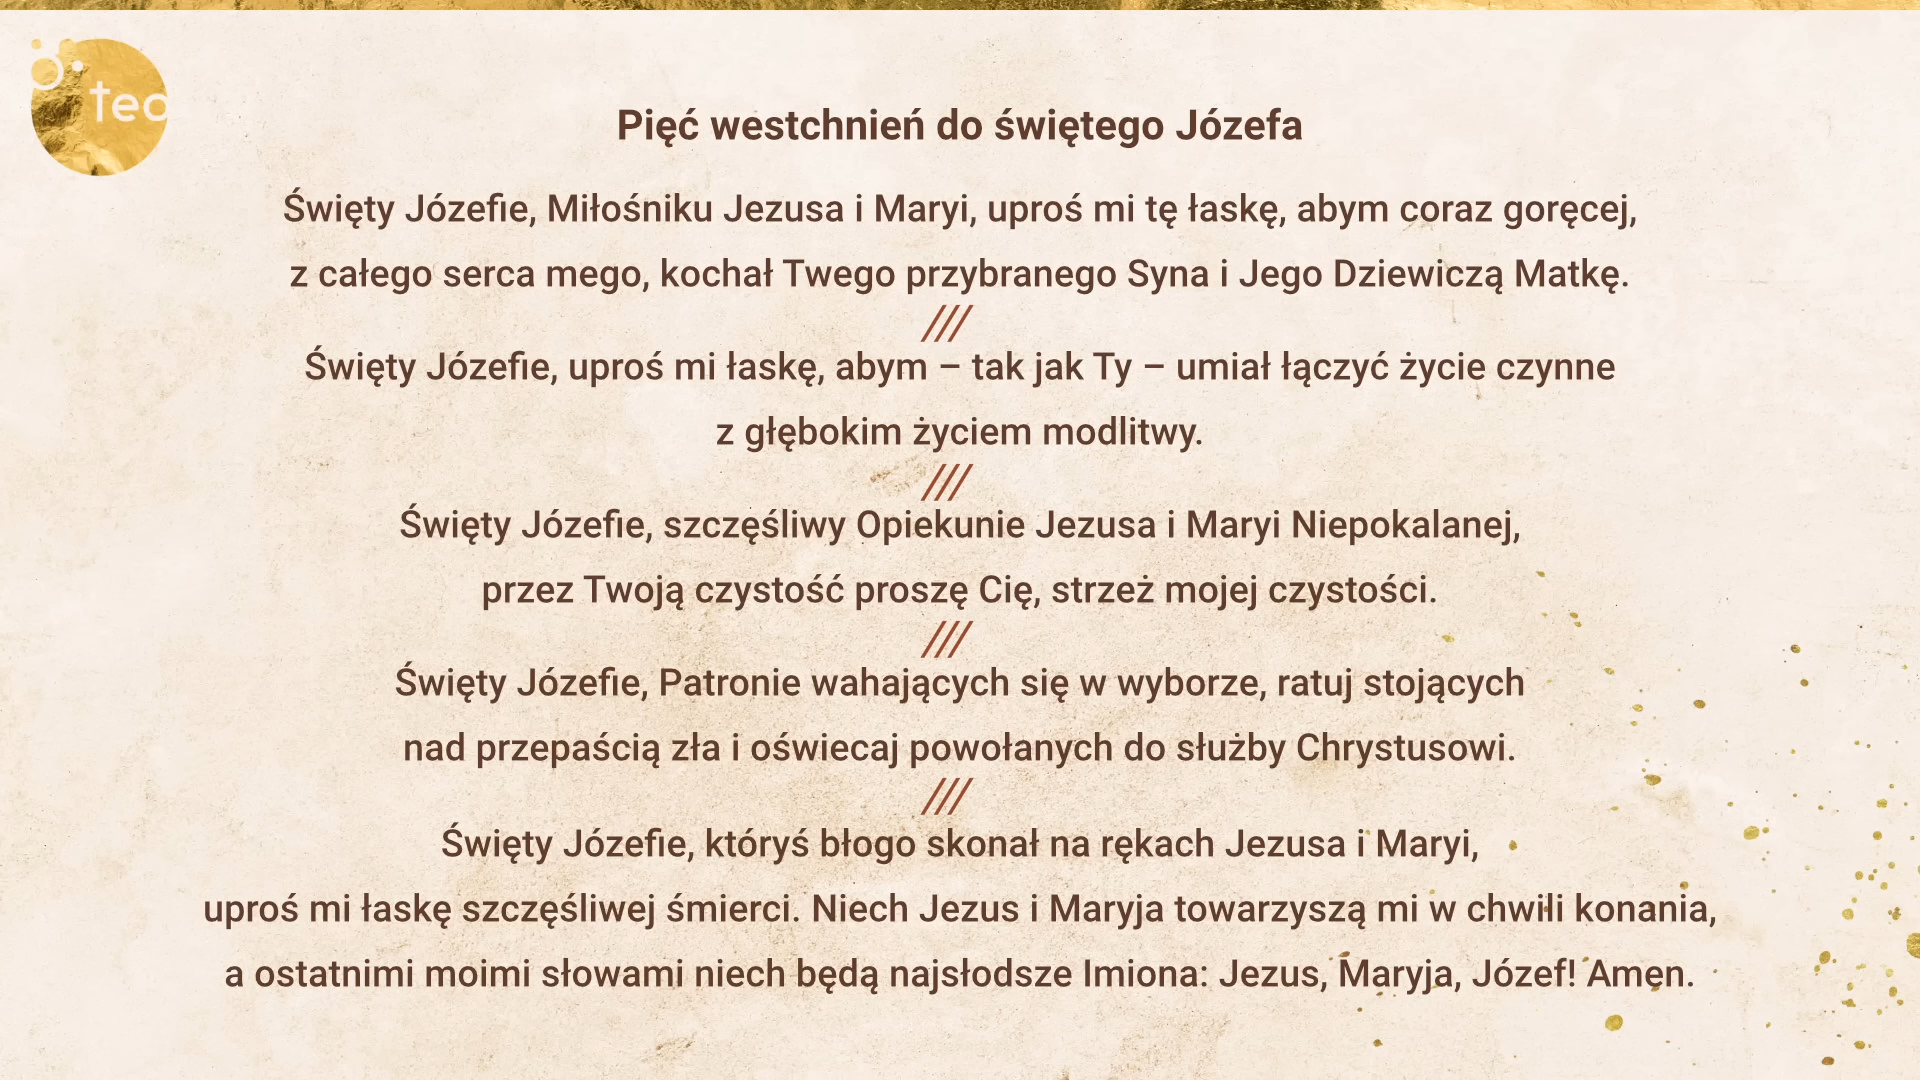 Pięć westchnień do świętego Józefa
Święty Józefie, Miłośniku Jezusa i Maryi, uproś mi tę łaskę, abym coraz goręcej,
z całego serca mego, kochał Twego przybranego Syna i Jego Dziewiczą Matkę.
///
Święty Józefie, uproś mi łaskę, abym – tak jak Ty – umiał łączyć życie czynne
z głębokim życiem modlitwy.
///
Święty Józefie, szczęśliwy Opiekunie Jezusa i Maryi Niepokalanej,
przez Twoją czystość proszę Cię, strzeż mojej czystości.
///
Święty Józefie, Patronie wahających się w wyborze, ratuj stojących
nad przepaścią zła i oświecaj powołanych do służby Chrystusowi.
///
Święty Józefie, któryś błogo skonał na rękach Jezusa i Maryi,
uproś mi łaskę szczęśliwej śmierci. Niech Jezus i Maryja towarzyszą mi w chwili konania,
a ostatnimi moimi słowami niech będą najsłodsze Imiona: Jezus, Maryja, Józef! Amen.